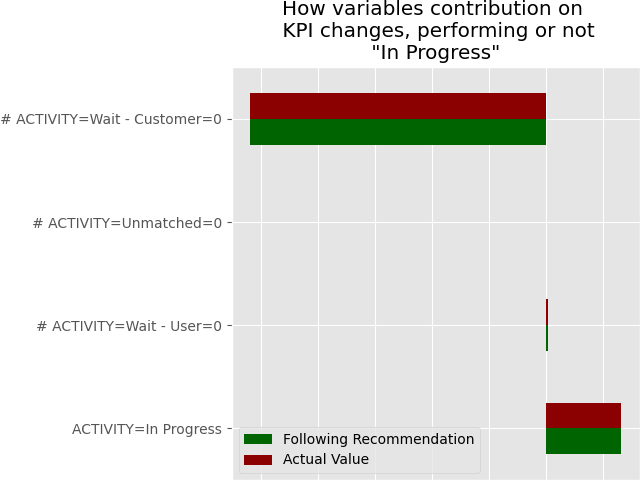 How variables contribution on
KPI changes, performing or not
"In Progress"
# ACTIVITY=Wait - Customer=0
# ACTIVITY=Unmatched=0
# ACTIVITY=Wait - User=0
ACTIVITY=In Progress
Following Recommendation
Actual Value